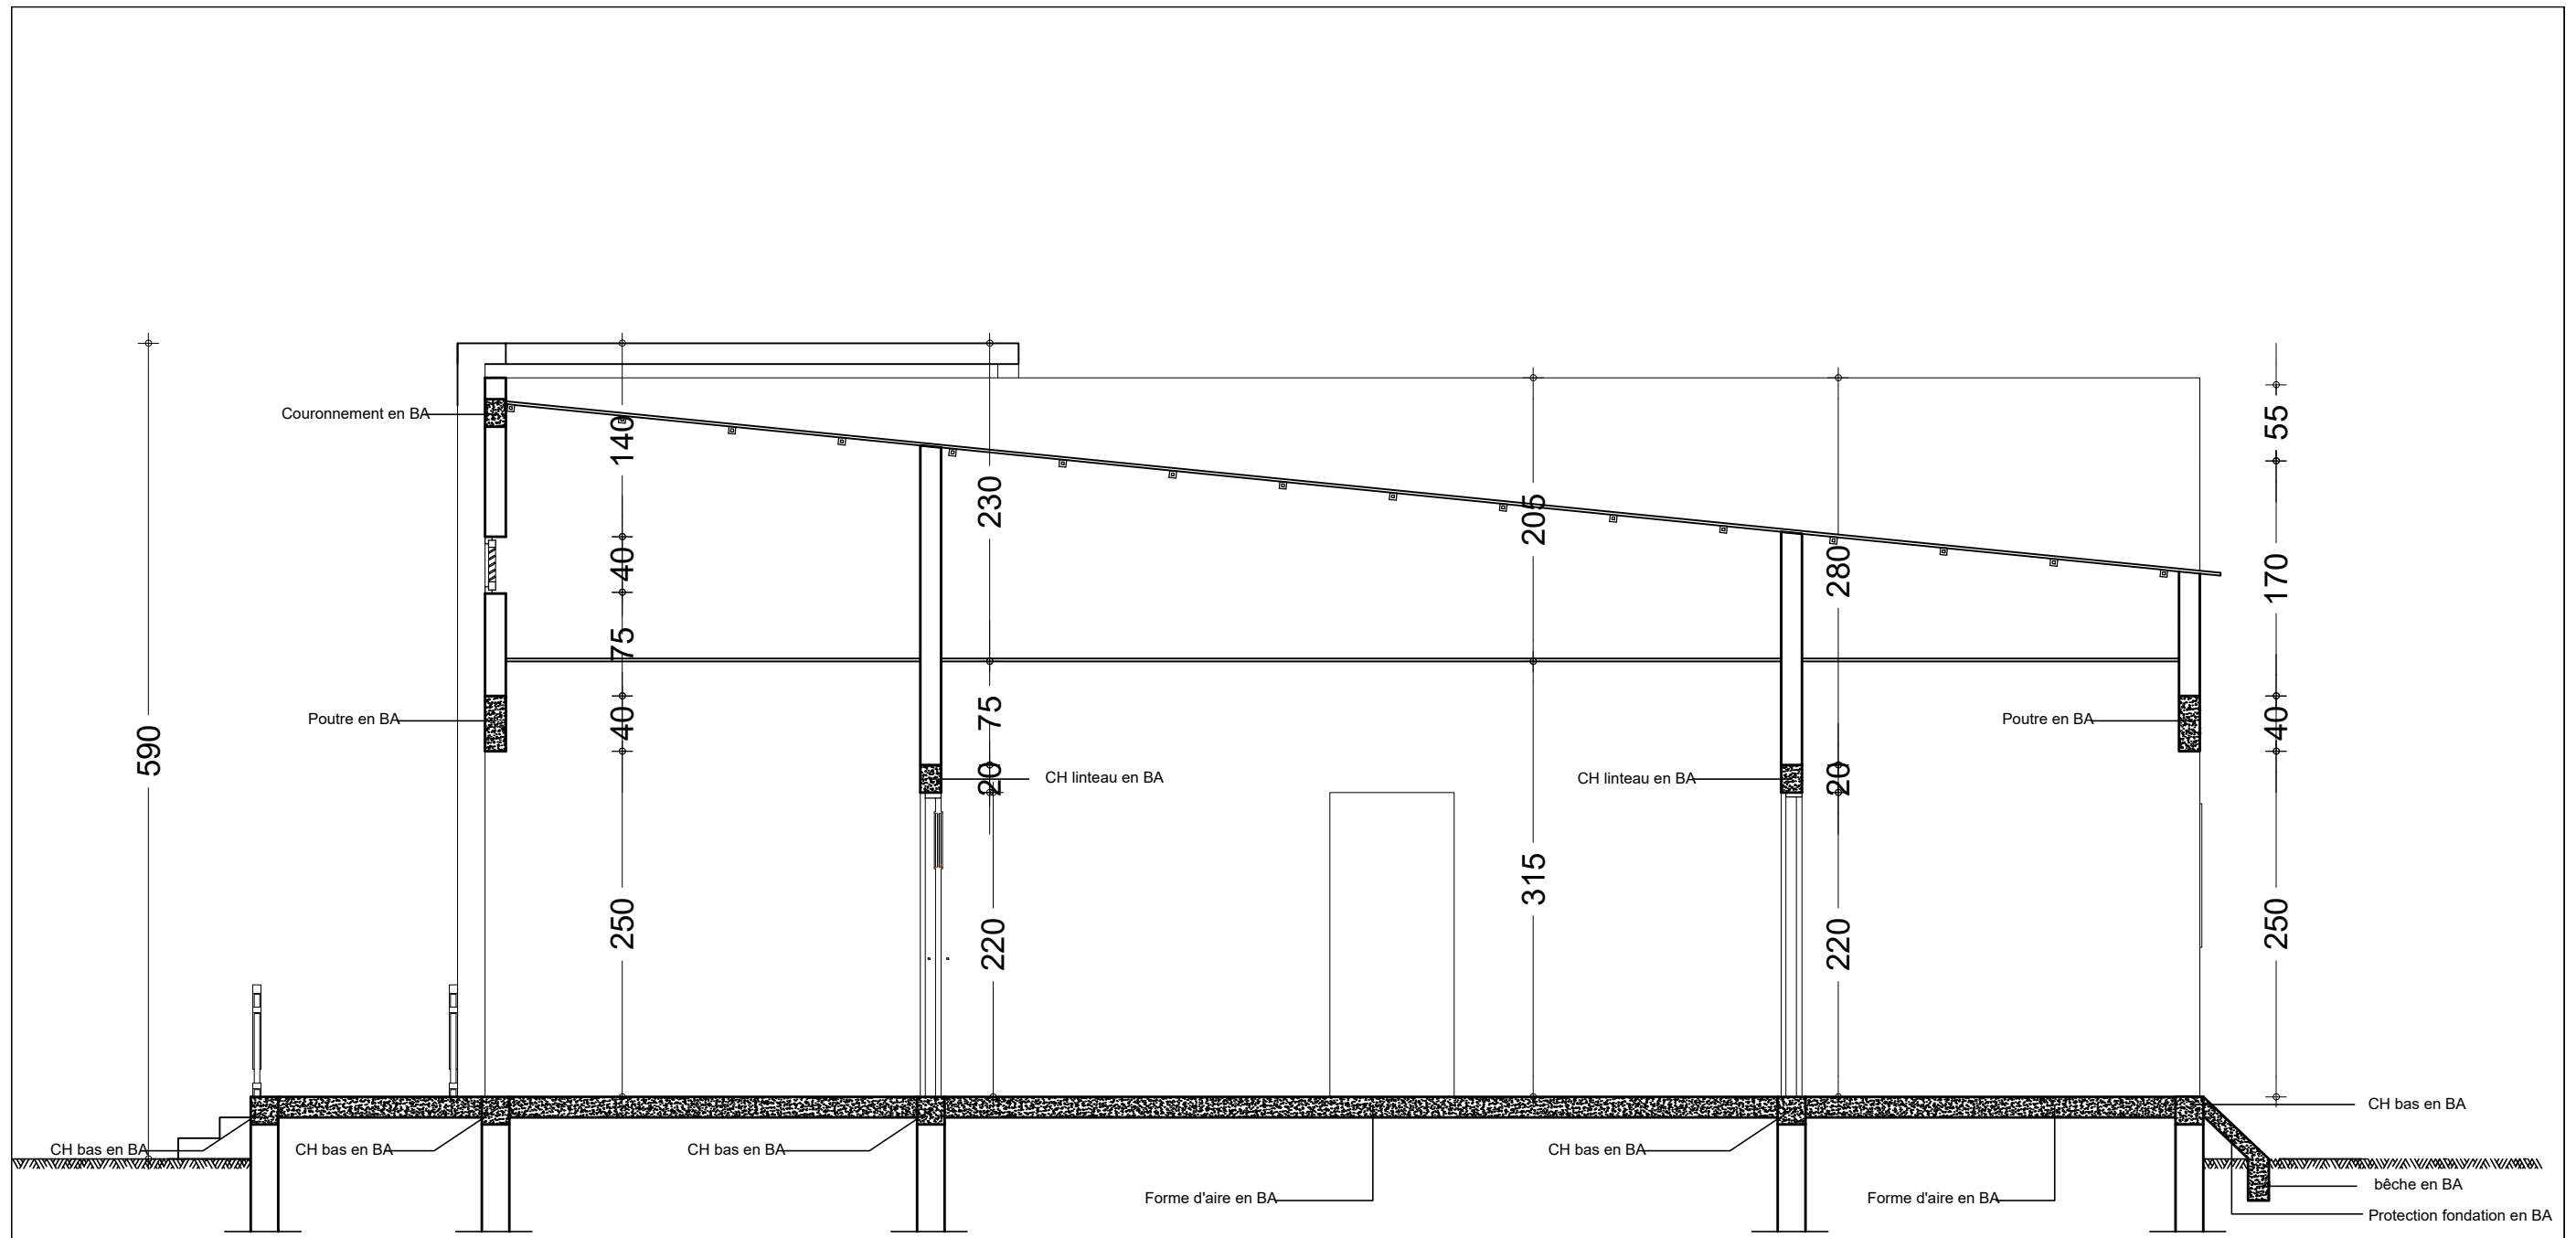 Couronnement en BA
140
55
230
205
40
280
170
75
Poutre en BA
40
75
Poutre en BA
40
590
20
CH linteau en BA
CH linteau en BA
20
315
250
220
220
250
CH bas en BA
CH bas en BA
CH bas en BA
CH bas en BA
CH bas en BA
Forme d'aire en BA
Forme d'aire en BA
bêche en BA
Protection fondation en BA